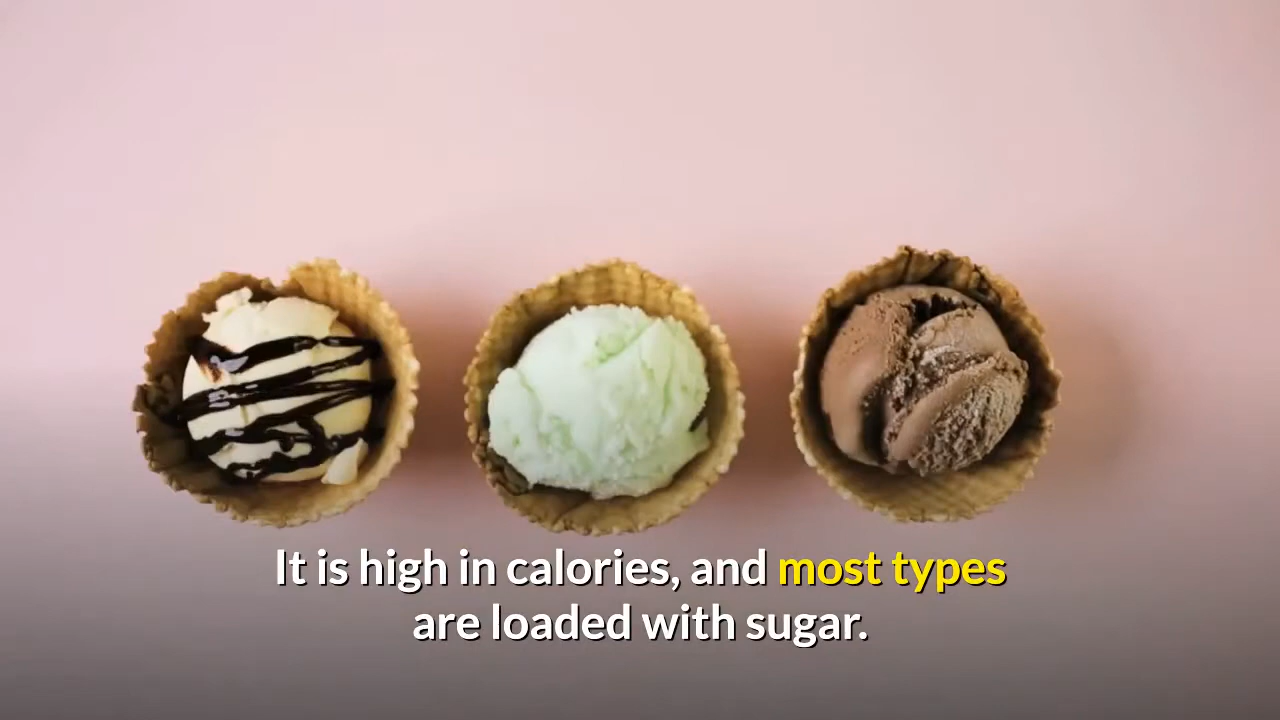 It is high in calories, and most types
are loaded with sugar.